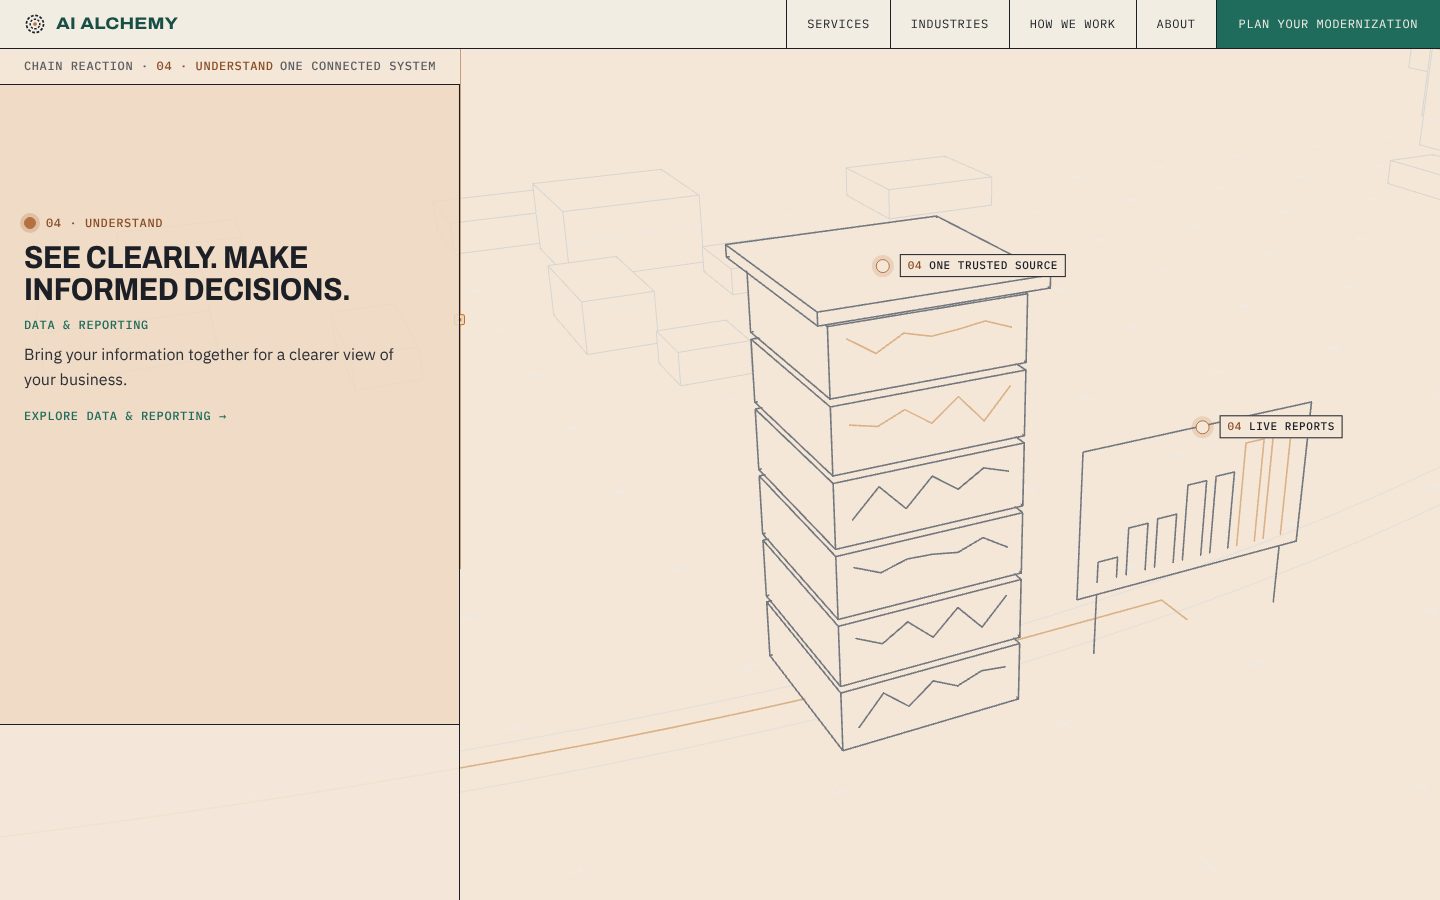 AI ALCHEMY
SERVICES
INDUSTRIES
HOW WE WORK
ABOUT
PLAN YOUR MODERNIZATION
CHAIN REACTION · 04 · UNDERSTAND ONE CONNECTED SYSTEM
04 · UNDERSTAND
SEE CLEARLY. MAKE
INFORMED DECISIONS.
DATA & REPORTING
Bring your information together for a clearer view of
your business.
EXPLORE DATA & REPORTING →
04 ONE TRUSTED SOURCE
04 LIVE REPORTS